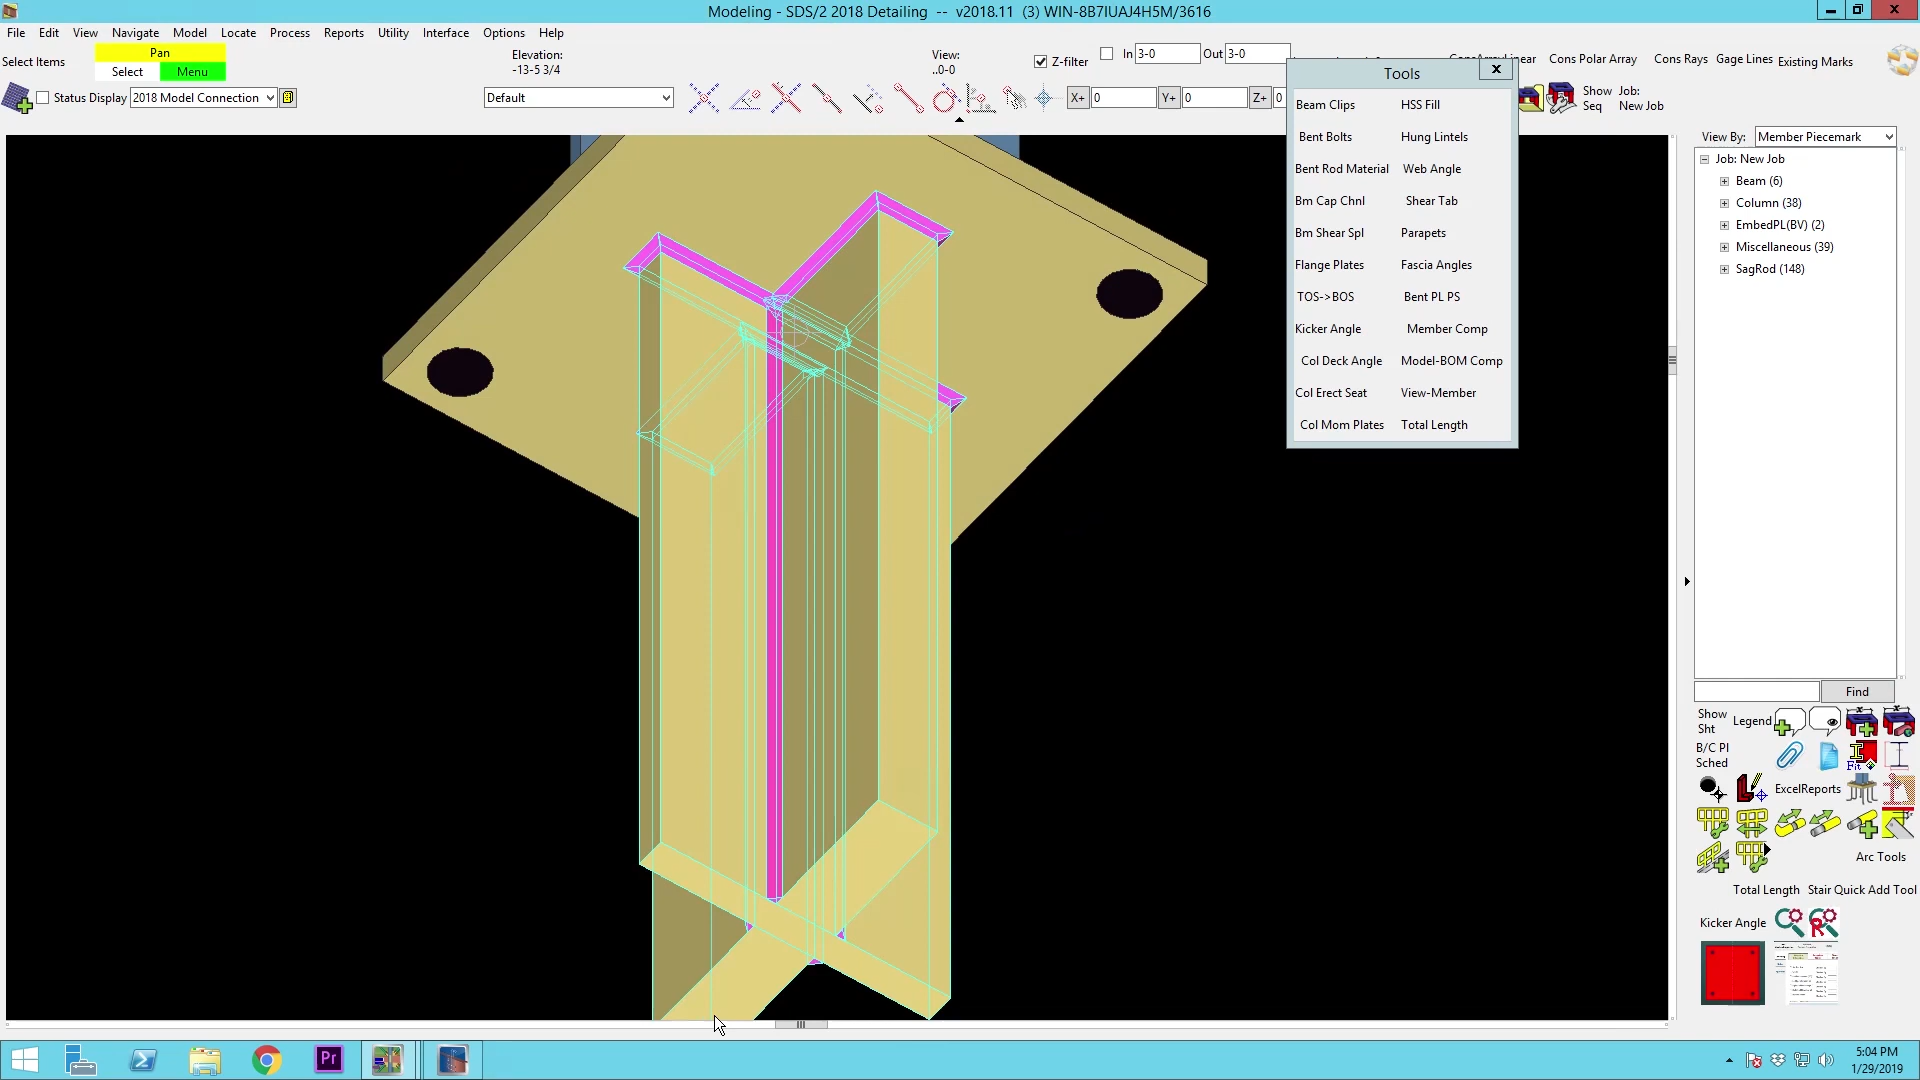 Modeling - SDS/2 2018 Detailing -- v2018.11 (3) WIN-8B7IUAJ4H5M/3616
File Edit View Navigate Model Locate Process Reports Utility Interface Options Help
Select Items
Pan
Select Menu
Elevation:
-13-5 3/4
View:
..0-0
Z-filter
In 3-0 Out 3-0
Cons Polar Array Cons Rays Gage Lines Existing Marks
Status Display 2018 Model Connection
Default
X+ 0 Y+ 0 Z+ 0
Show
Seq
Job:
New Job
Tools
Beam Clips HSS Fill
Bent Bolts Hung Lintels
Bent Rod Material Web Angle
Bm Cap Chnl Shear Tab
Bm Shear Spl Parapets
Flange Plates Fascia Angles
TOS->BOS Bent PL PS
Kicker Angle Member Comp
Col Deck Angle Model-BOM Comp
Col Erect Seat View-Member
Col Mom Plates Total Length
View By: Member Piecemark
Job: New Job
Beam (6)
Column (38)
EmbedPL(BV) (2)
Miscellaneous (39)
SagRod (148)
Find
Show
Sht
Legend
B/C Pl
Sched
Fit
ExcelReports
Arc Tools
Total Length Stair Quick Add Tool
Kicker Angle
Pr
5:04 PM
1/29/2019